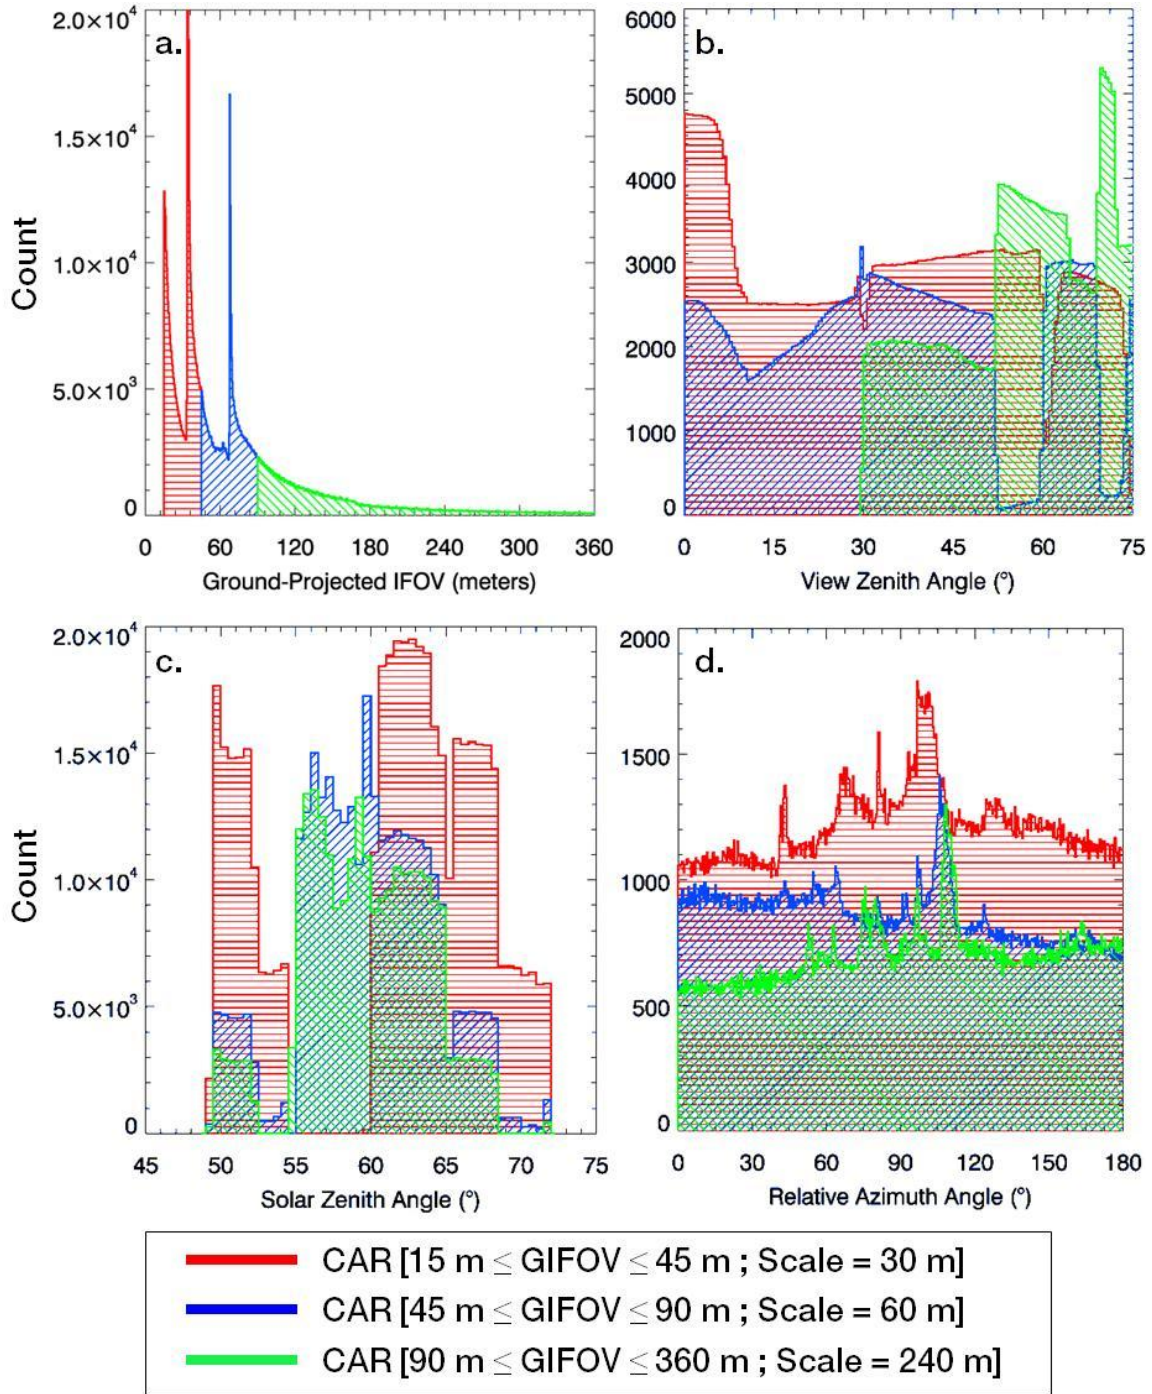 a.
2.0×10⁴
1.5×10⁴
1.0×10⁴
5.0×10³
0
Count
0 60 120 180 240 300 360
Ground-Projected IFOV (meters)
b.
6000
5000
4000
3000
2000
1000
0
0 15 30 45 60 75
View Zenith Angle (°)
c.
2.0×10⁴
1.5×10⁴
1.0×10⁴
5.0×10³
0
Count
45 50 55 60 65 70 75
Solar Zenith Angle (°)
d.
2000
1500
1000
500
0
0 30 60 90 120 150 180
Relative Azimuth Angle (°)
CAR [15 m ≤ GIFOV ≤ 45 m ; Scale = 30 m]
CAR [45 m ≤ GIFOV ≤ 90 m ; Scale = 60 m]
CAR [90 m ≤ GIFOV ≤ 360 m ; Scale = 240 m]